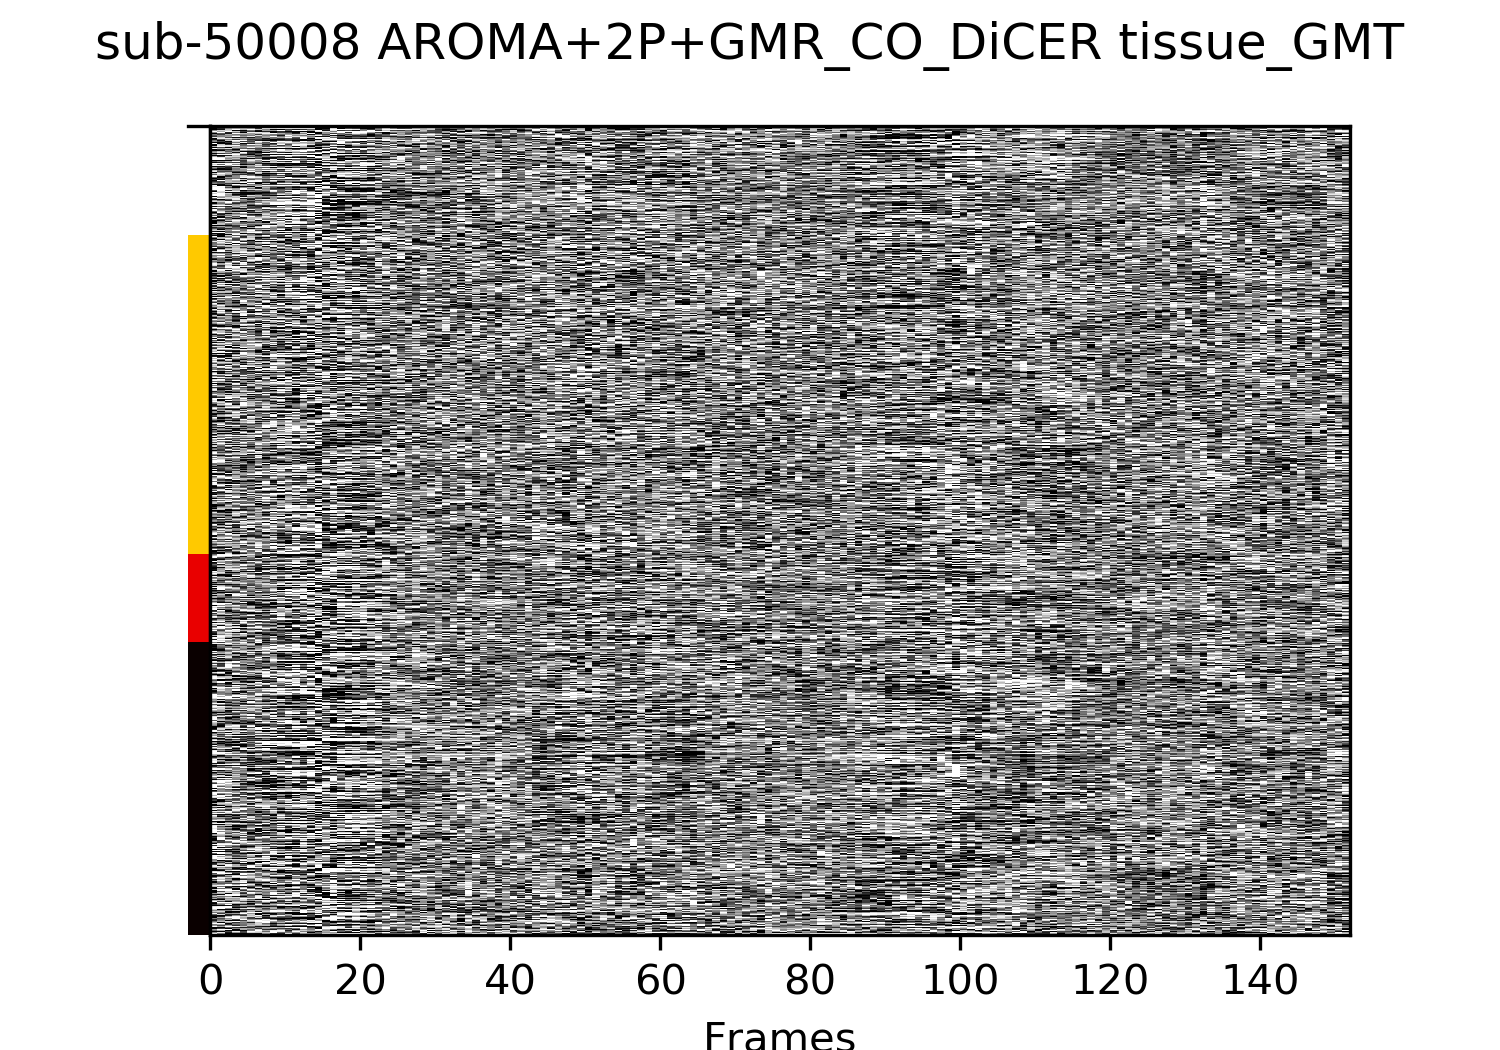 sub-50008 AROMA+2P+GMR_CO_DiCER tissue_GMT
0 20 40 60 80 100 120 140
Frames